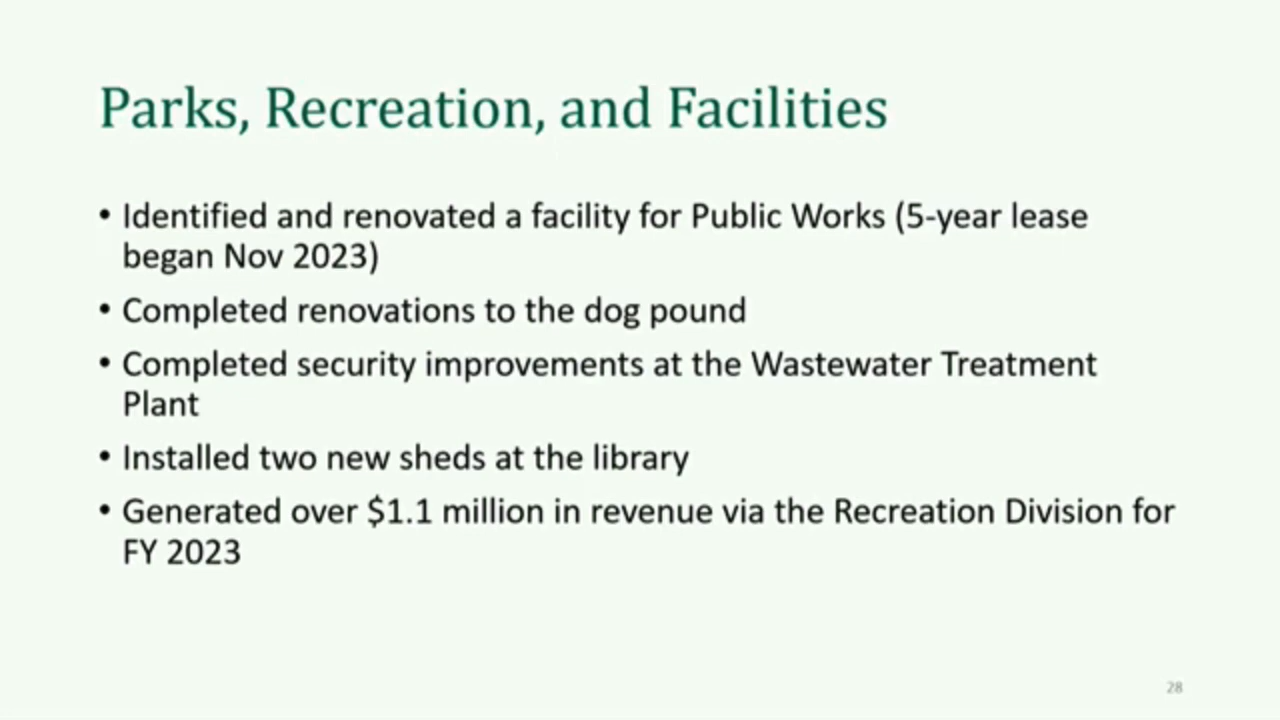 Parks, Recreation, and Facilities
• Identified and renovated a facility for Public Works (5-year lease
began Nov 2023)
• Completed renovations to the dog pound
• Completed security improvements at the Wastewater Treatment
Plant
• Installed two new sheds at the library
• Generated over $1.1 million in revenue via the Recreation Division for
FY 2023
28